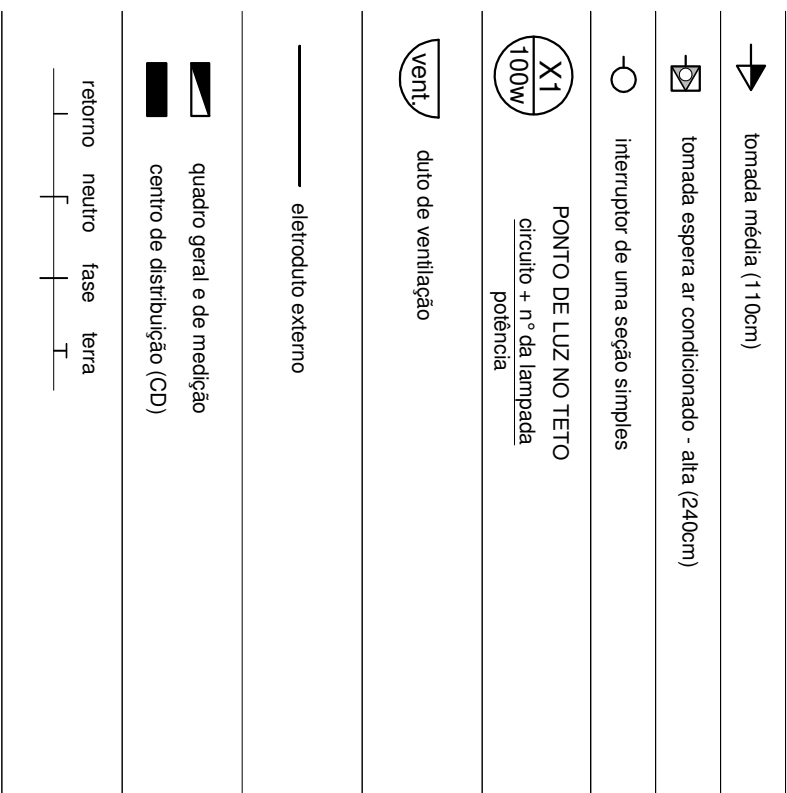 tomada média (110cm)
tomada espera ar condicionado - alta (240cm)
interruptor de uma seção simples
X1
100w
PONTO DE LUZ NO TETO
circuito + n° da lampada
potência
vent.
duto de ventilação
eletroduto externo
quadro geral e de medição
centro de distribuição (CD)
retorno neutro fase terra